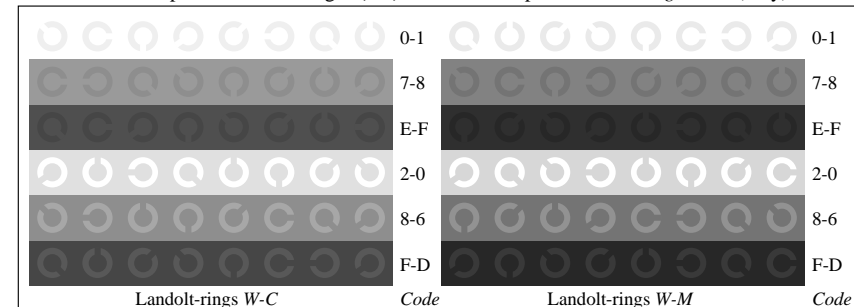 0-1 0-1
7-8 7-8
E-F E-F
2-0 2-0
8-6 8-6
F-D F-D
Landolt-rings W-C Code Landolt-rings W-M Code